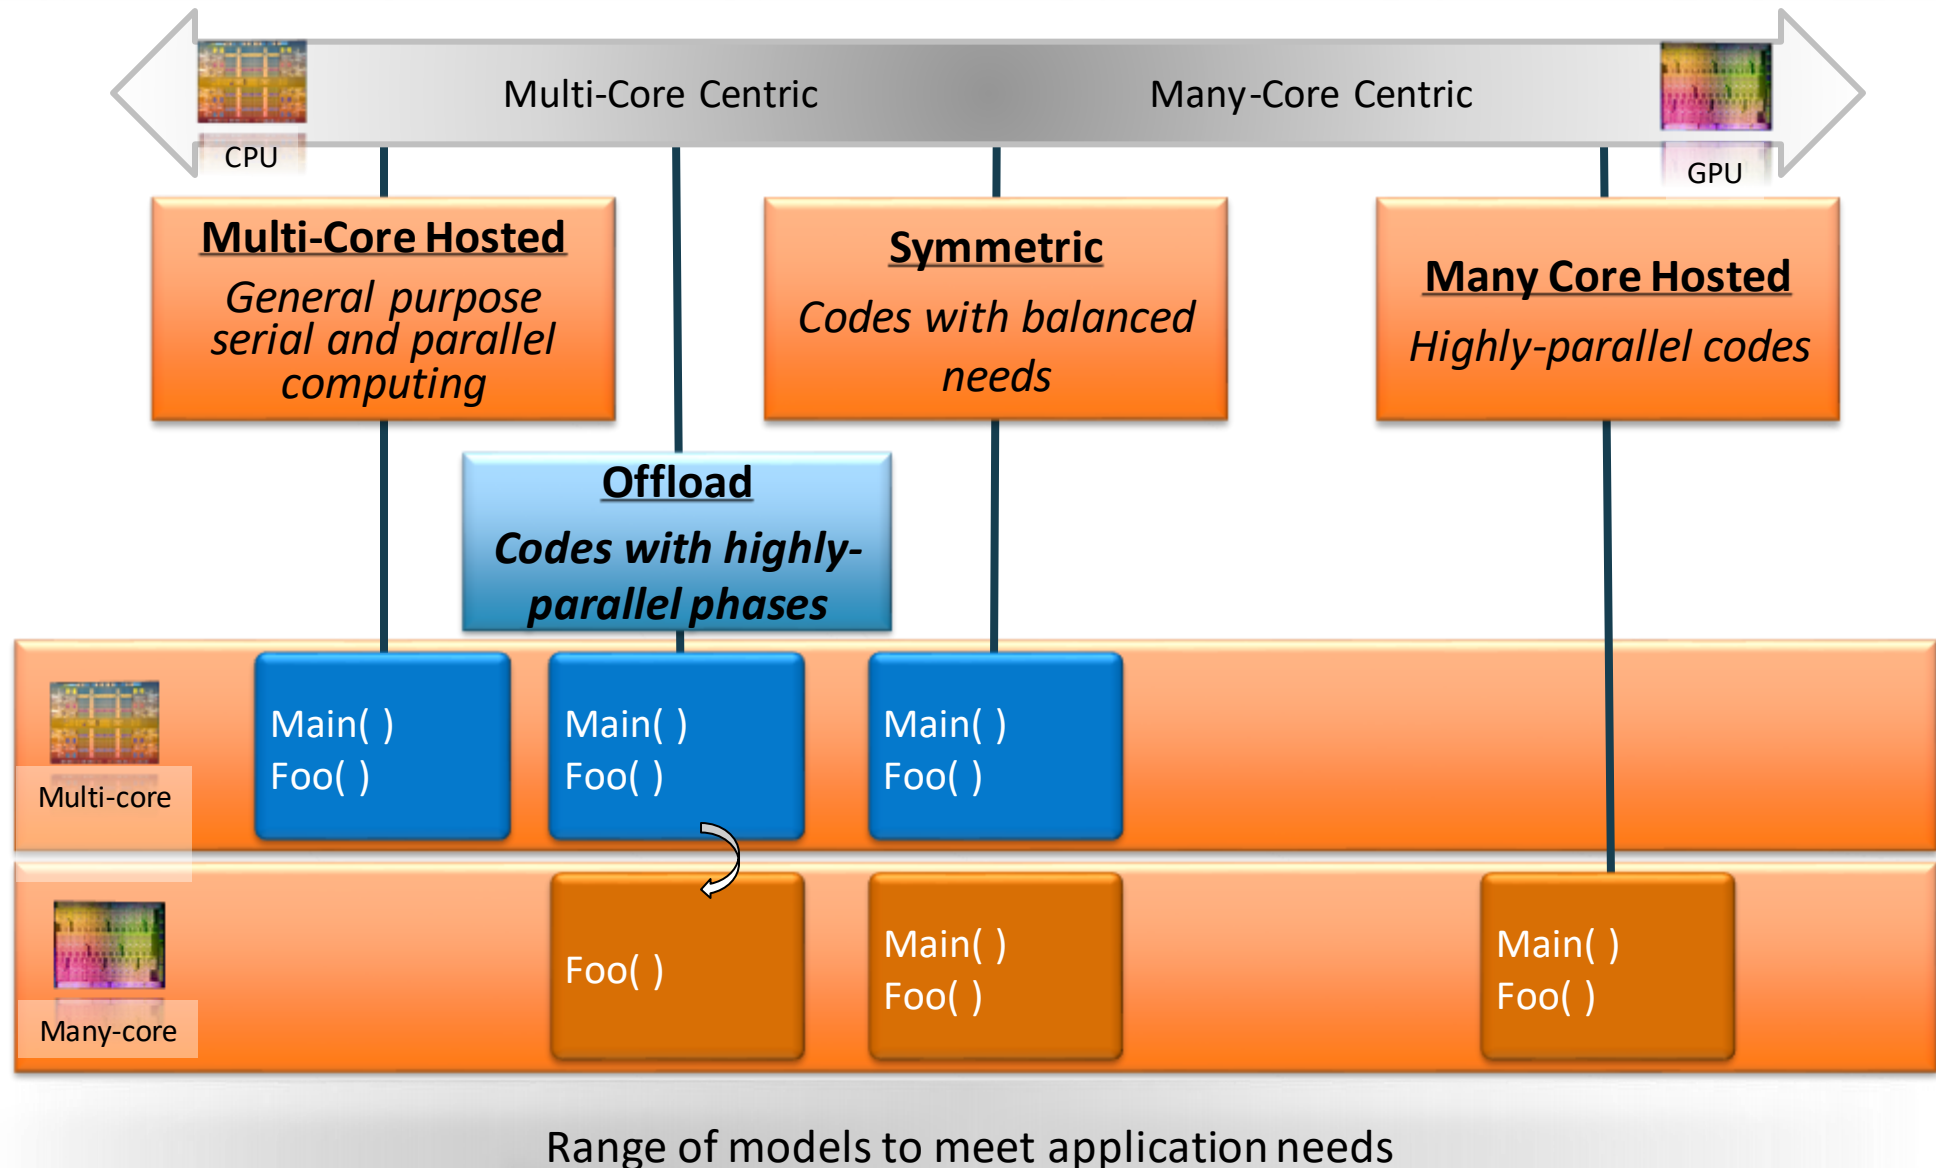 Multi-Core Centric
Many-Core Centric
CPU
GPU
Multi-Core Hosted
General purpose
serial and parallel
computing
Symmetric
Codes with balanced
needs
Many Core Hosted
Highly-parallel codes
Offload
Codes with highly-
parallel phases
Multi-core
Main( )
Foo( )
Main( )
Foo( )
Main( )
Foo( )
Many-core
Foo( )
Main( )
Foo( )
Main( )
Foo( )
Range of models to meet application needs